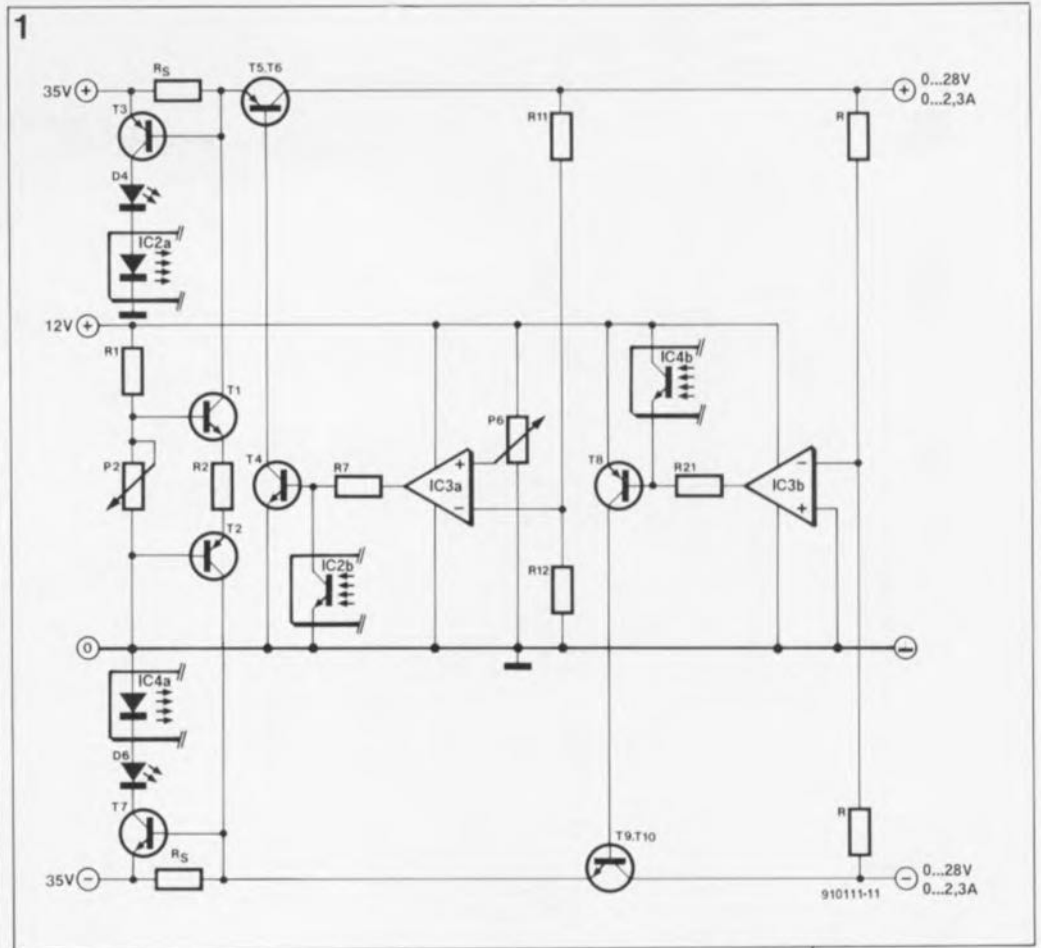 1
RS
T5.T6
35V
T3
0...28V
0...2,3A
R11
R
D4
IC2a
12V
R1
IC4b
T1
P6
P2
R2
T4
R7
+
IC3a
−
T8
R21
−
IC3b
+
T2
IC2b
R12
0
IC4a
D6
T7
R
RS
T9.T10
35V
0...28V
0...2,3A
910111-11